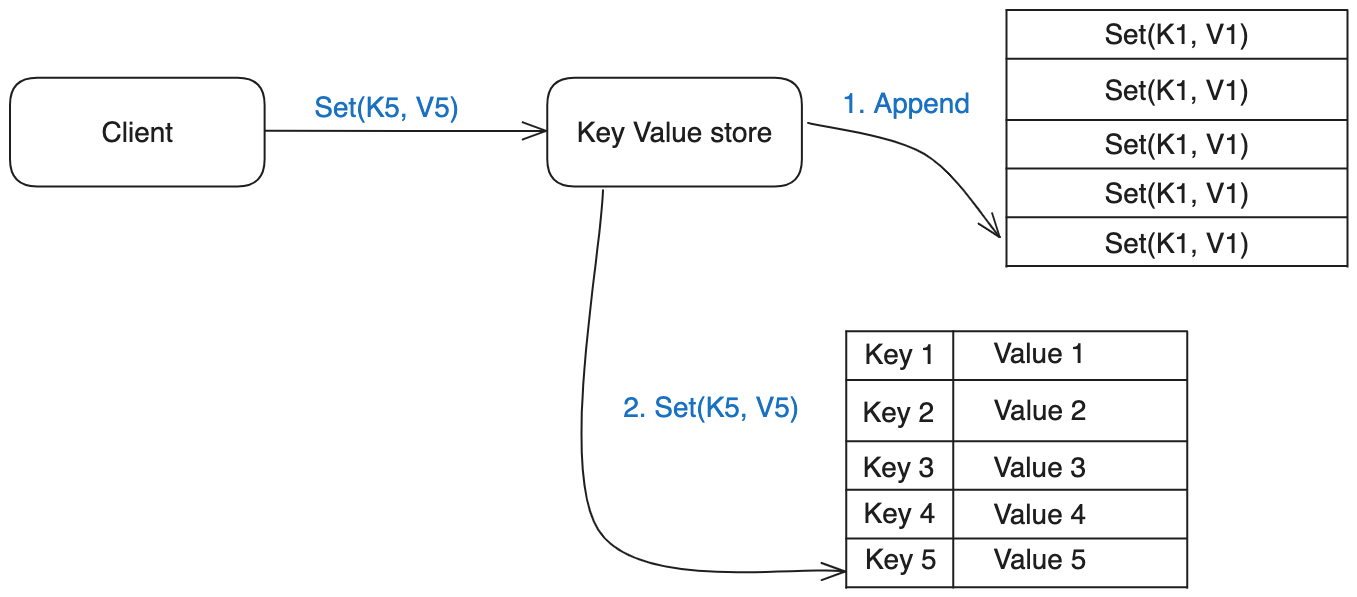 Client
Set(K5, V5)
Key Value store
1. Append
Set(K1, V1)
Set(K1, V1)
Set(K1, V1)
Set(K1, V1)
Set(K1, V1)
2. Set(K5, V5)
Key 1 Value 1
Key 2 Value 2
Key 3 Value 3
Key 4 Value 4
Key 5 Value 5